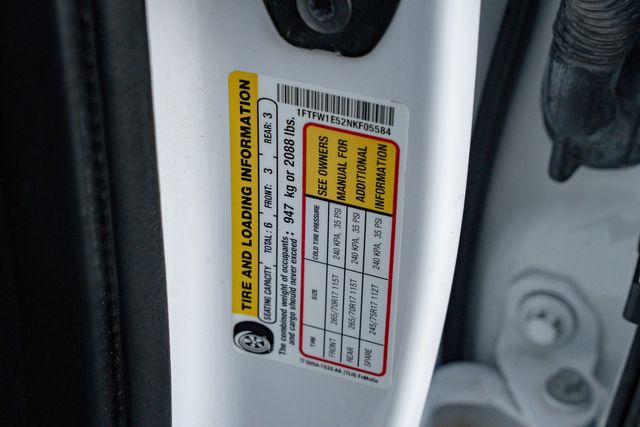 TIRE AND LOADING INFORMATION
SEATING CAPACITY TOTAL: 6 FRONT: 3 REAR: 3
The combined weight of occupants
and cargo should never exceed : 947 kg or 2088 lbs.
1FTFW1E52NKF05584
TIRE SIZE COLD TIRE PRESSURE
FRONT 265/70R17 115T 240 KPA, 35 PSI
REAR 265/70R17 115T 240 KPA, 35 PSI
SPARE 245/75R17 112T 240 KPA, 35 PSI
SEE OWNERS
MANUAL FOR
ADDITIONAL
INFORMATION
FoMoCo